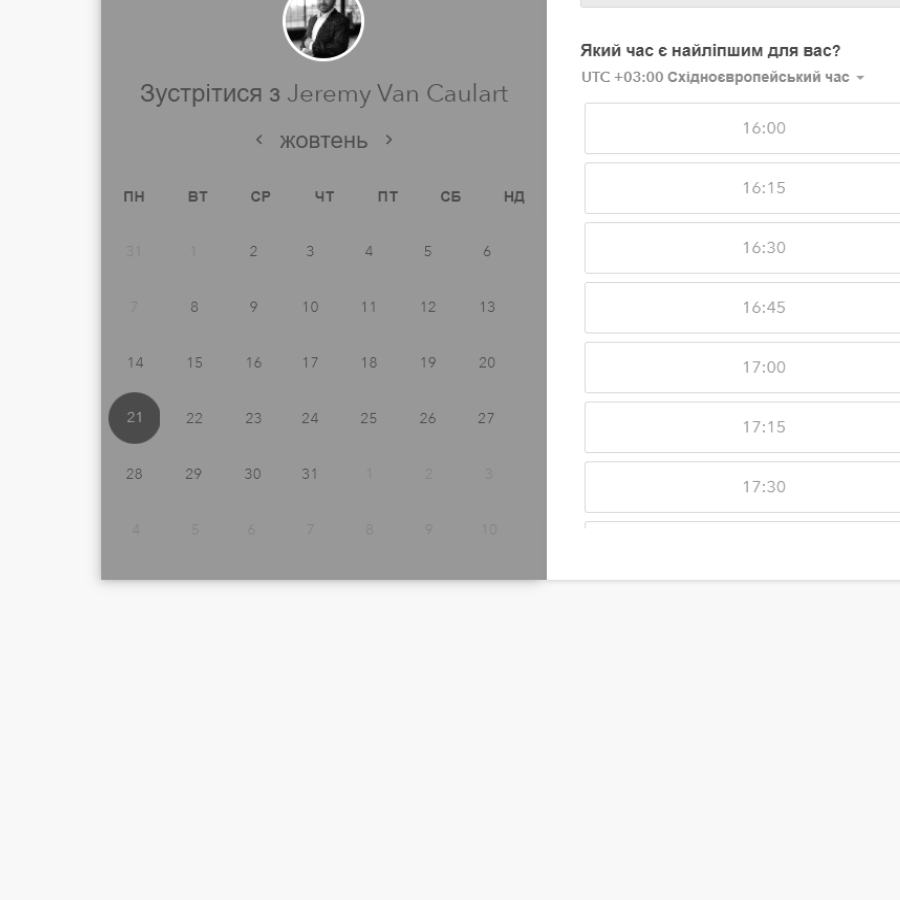 Зустрітися з Jeremy Van Caulart
жовтень
ПН ВТ СР ЧТ ПТ СБ НД
31 1 2 3 4 5 6
7 8 9 10 11 12 13
14 15 16 17 18 19 20
21 22 23 24 25 26 27
28 29 30 31 1 2 3
4 5 6 7 8 9 10
Який час є найліпшим для вас?
UTC +03:00 Східноєвропейський час
16:00
16:15
16:30
16:45
17:00
17:15
17:30